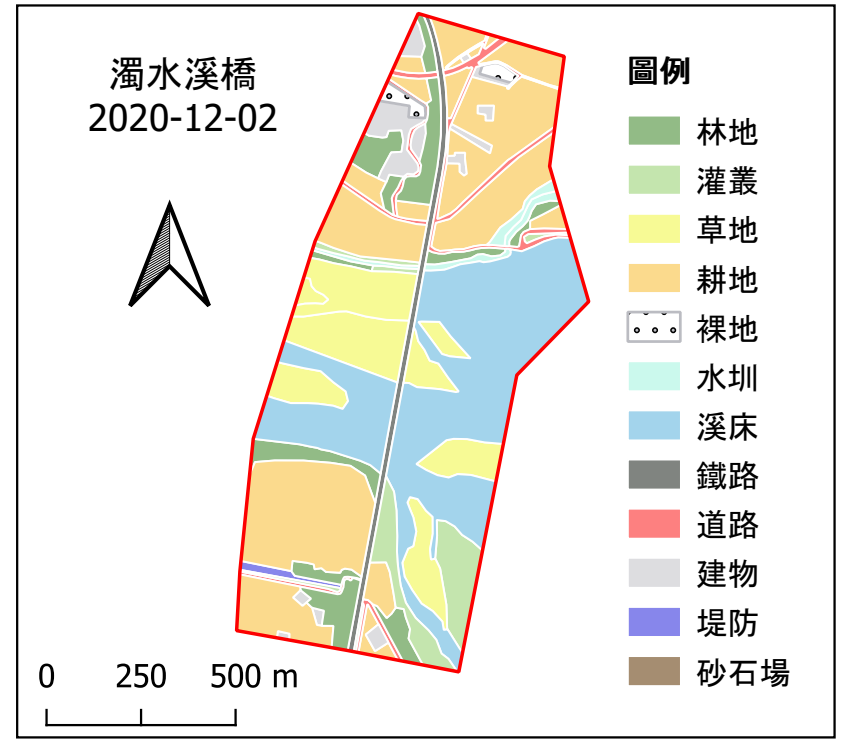 濁水溪橋
2020-12-02
圖例
林地
灌叢
草地
耕地
裸地
水圳
溪床
鐵路
道路
建物
堤防
砂石場
0 250 500 m